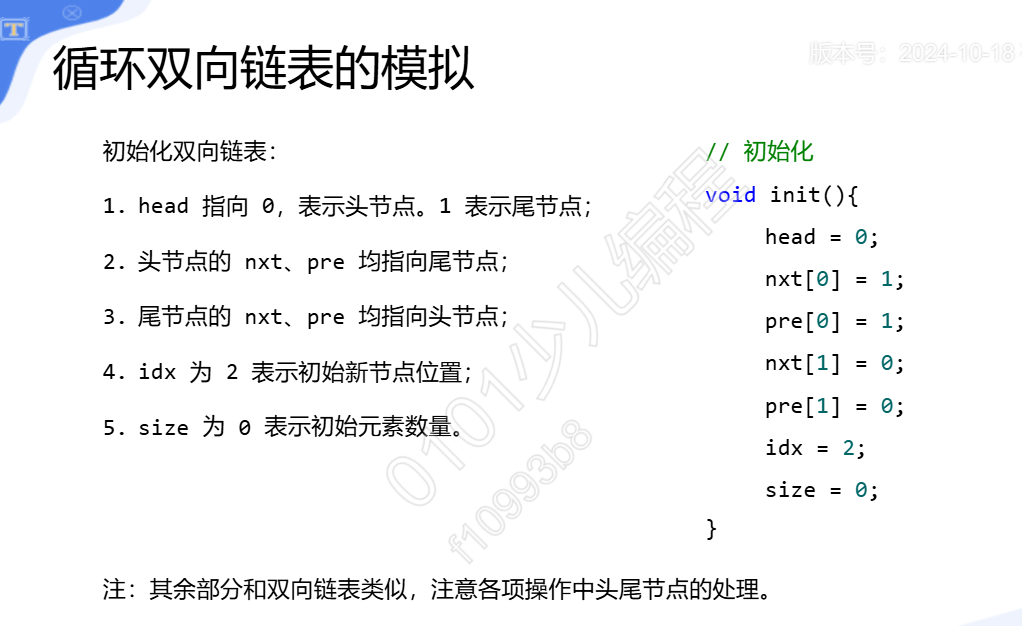 循环双向链表的模拟
版本号：2024-10-18
初始化双向链表：
1. head 指向 0，表示头节点。1 表示尾节点；
2. 头节点的 nxt、pre 均指向尾节点；
3. 尾节点的 nxt、pre 均指向头节点；
4. idx 为 2 表示初始新节点位置；
5. size 为 0 表示初始元素数量。
// 初始化
void init(){
head = 0;
nxt[0] = 1;
pre[0] = 1;
nxt[1] = 0;
pre[1] = 0;
idx = 2;
size = 0;
}
注：其余部分和双向链表类似，注意各项操作中头尾节点的处理。
0101少儿编程
f10993b8
T